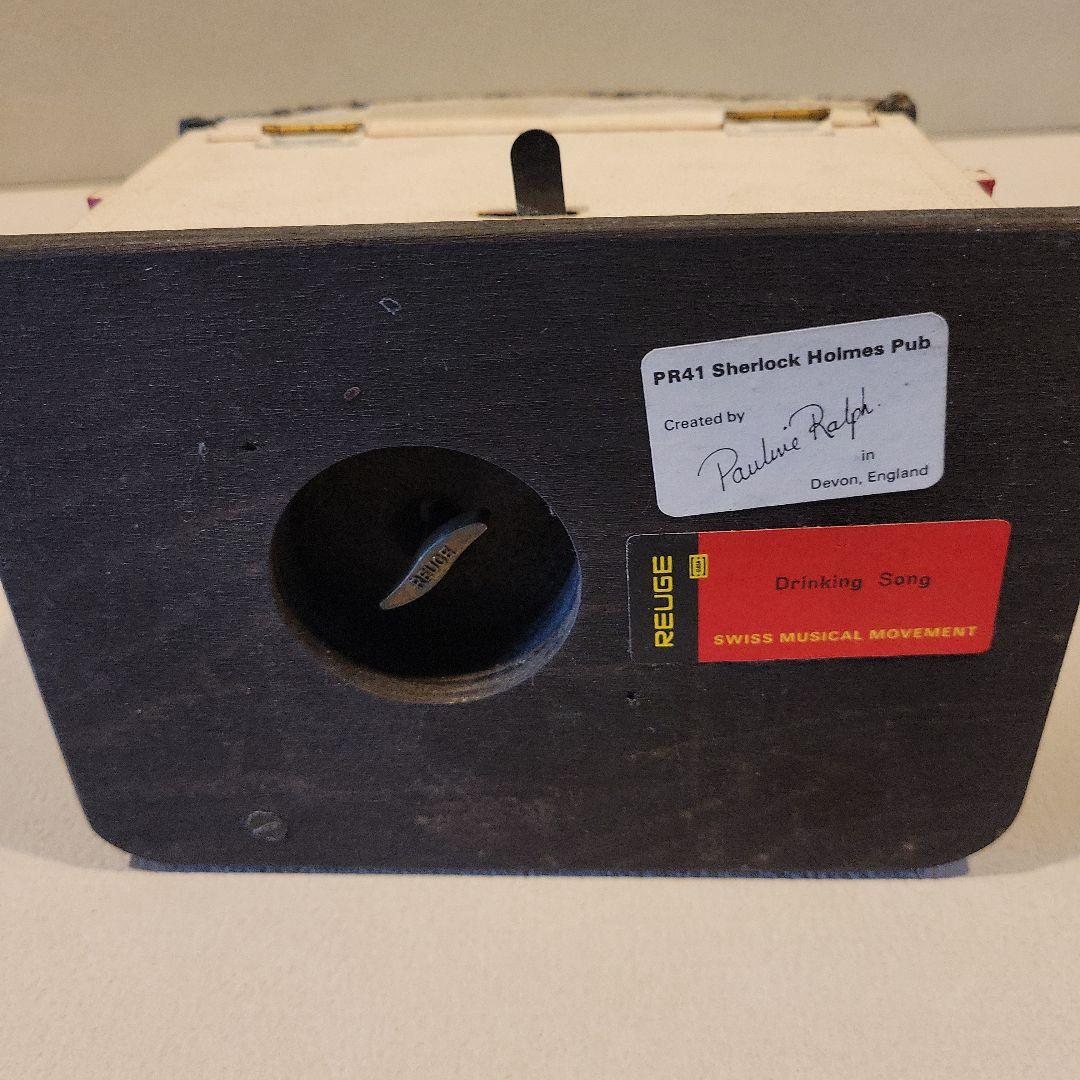 PR41 Sherlock Holmes Pub
Created by
Pauline Ralph.
in
Devon, England
REUGE
REUGE
Drinking Song
SWISS MUSICAL MOVEMENT